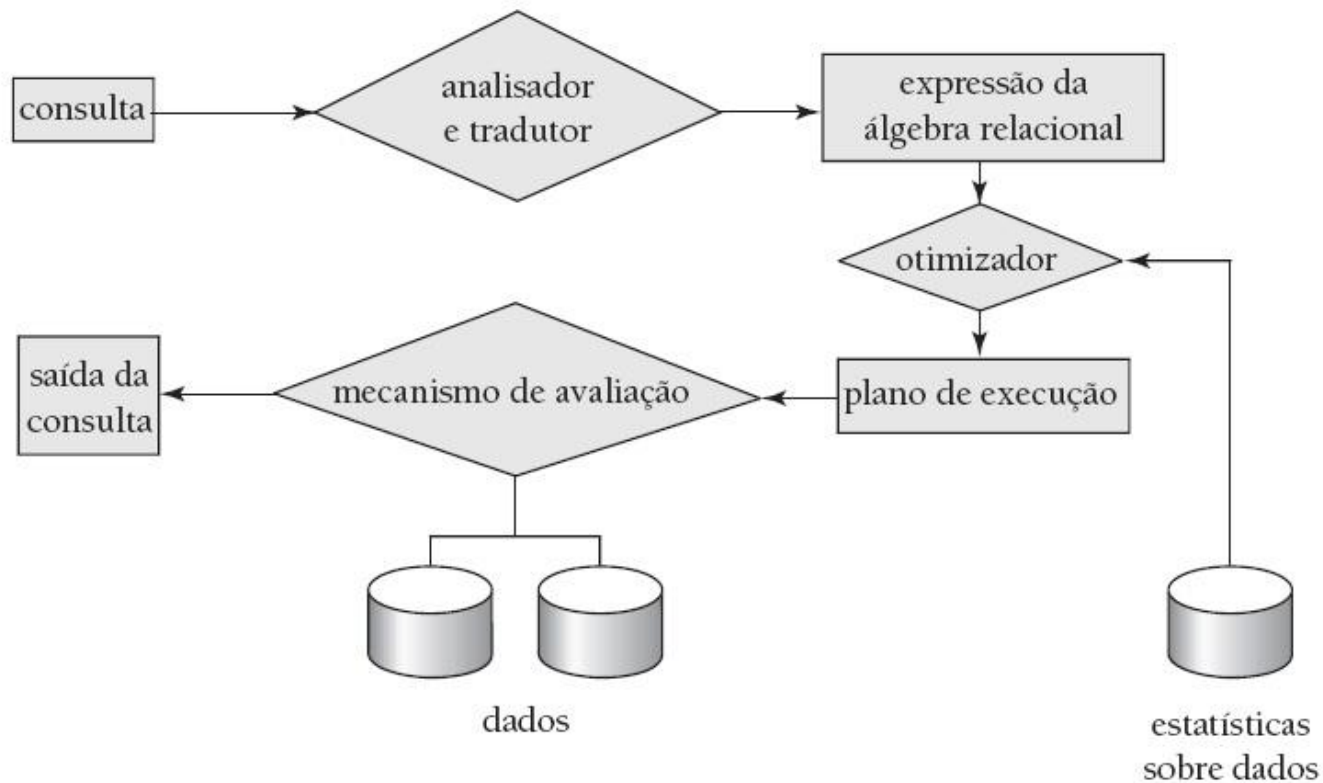 consulta
analisador
e tradutor
expressão da
álgebra relacional
otimizador
saída da
consulta
mecanismo de avaliação
plano de execução
dados
estatísticas
sobre dados